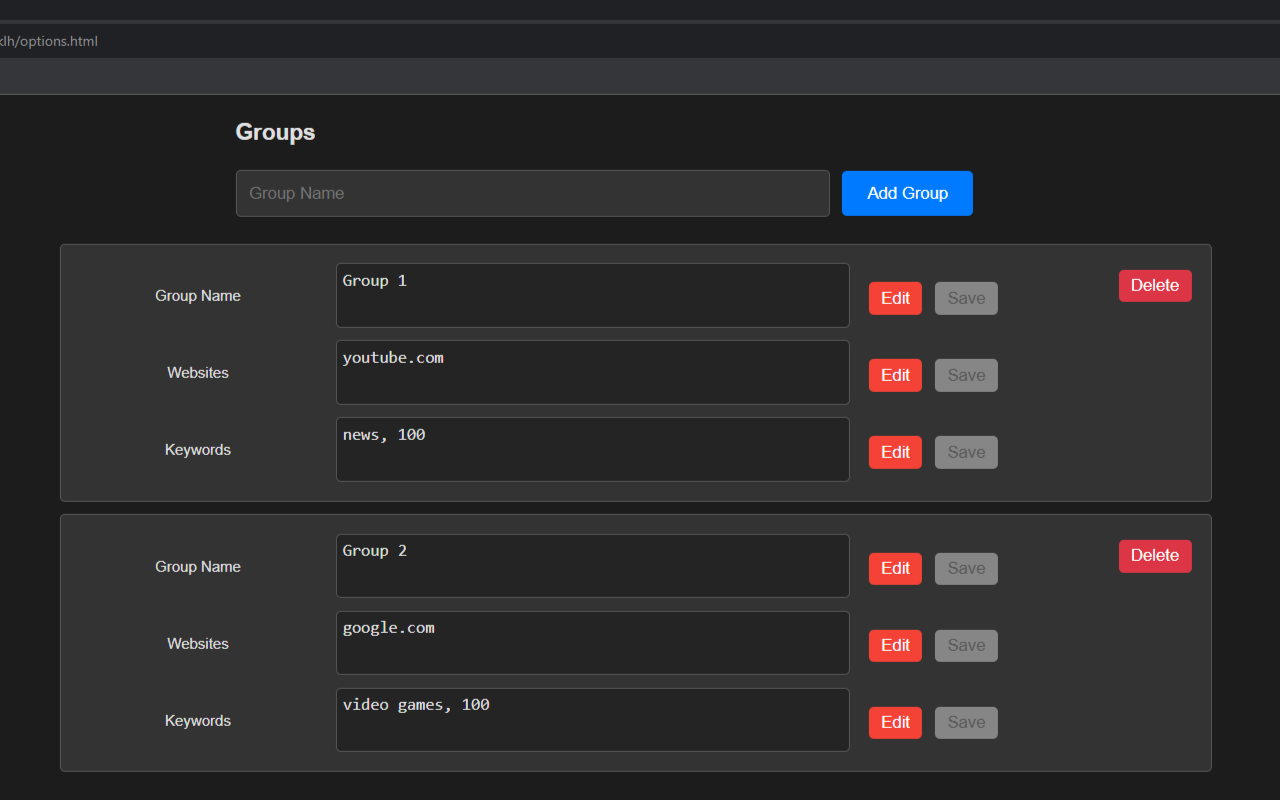 klh/options.html
Groups
Group Name Add Group
Group Name Group 1 Edit Save Delete
Websites youtube.com Edit Save
Keywords news, 100 Edit Save
Group Name Group 2 Edit Save Delete
Websites google.com Edit Save
Keywords video games, 100 Edit Save